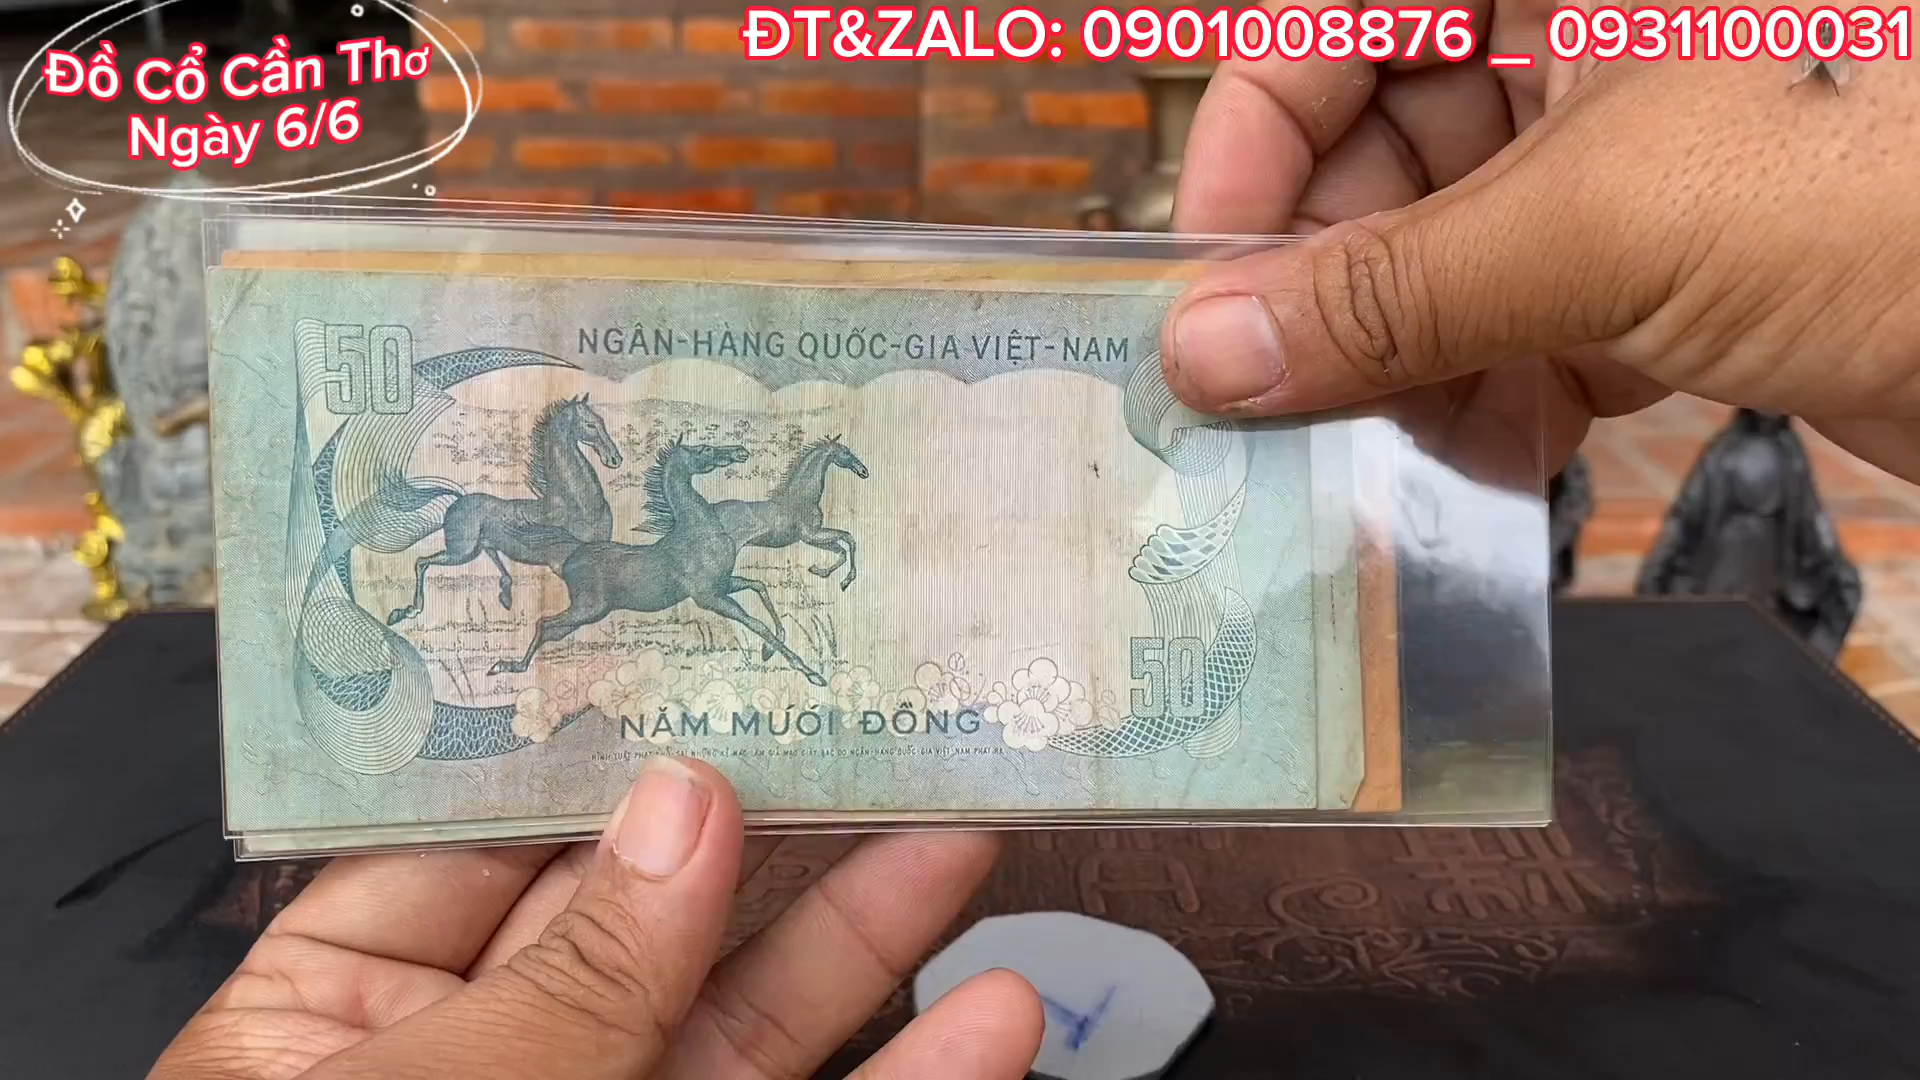 Đồ Cổ Cần Thơ
Ngày 6/6
ĐT&ZALO: 0901008876 _ 0931100031
50
NGÂN-HÀNG QUỐC-GIA VIỆT-NAM
50
NĂM MƯƠI ĐỒNG